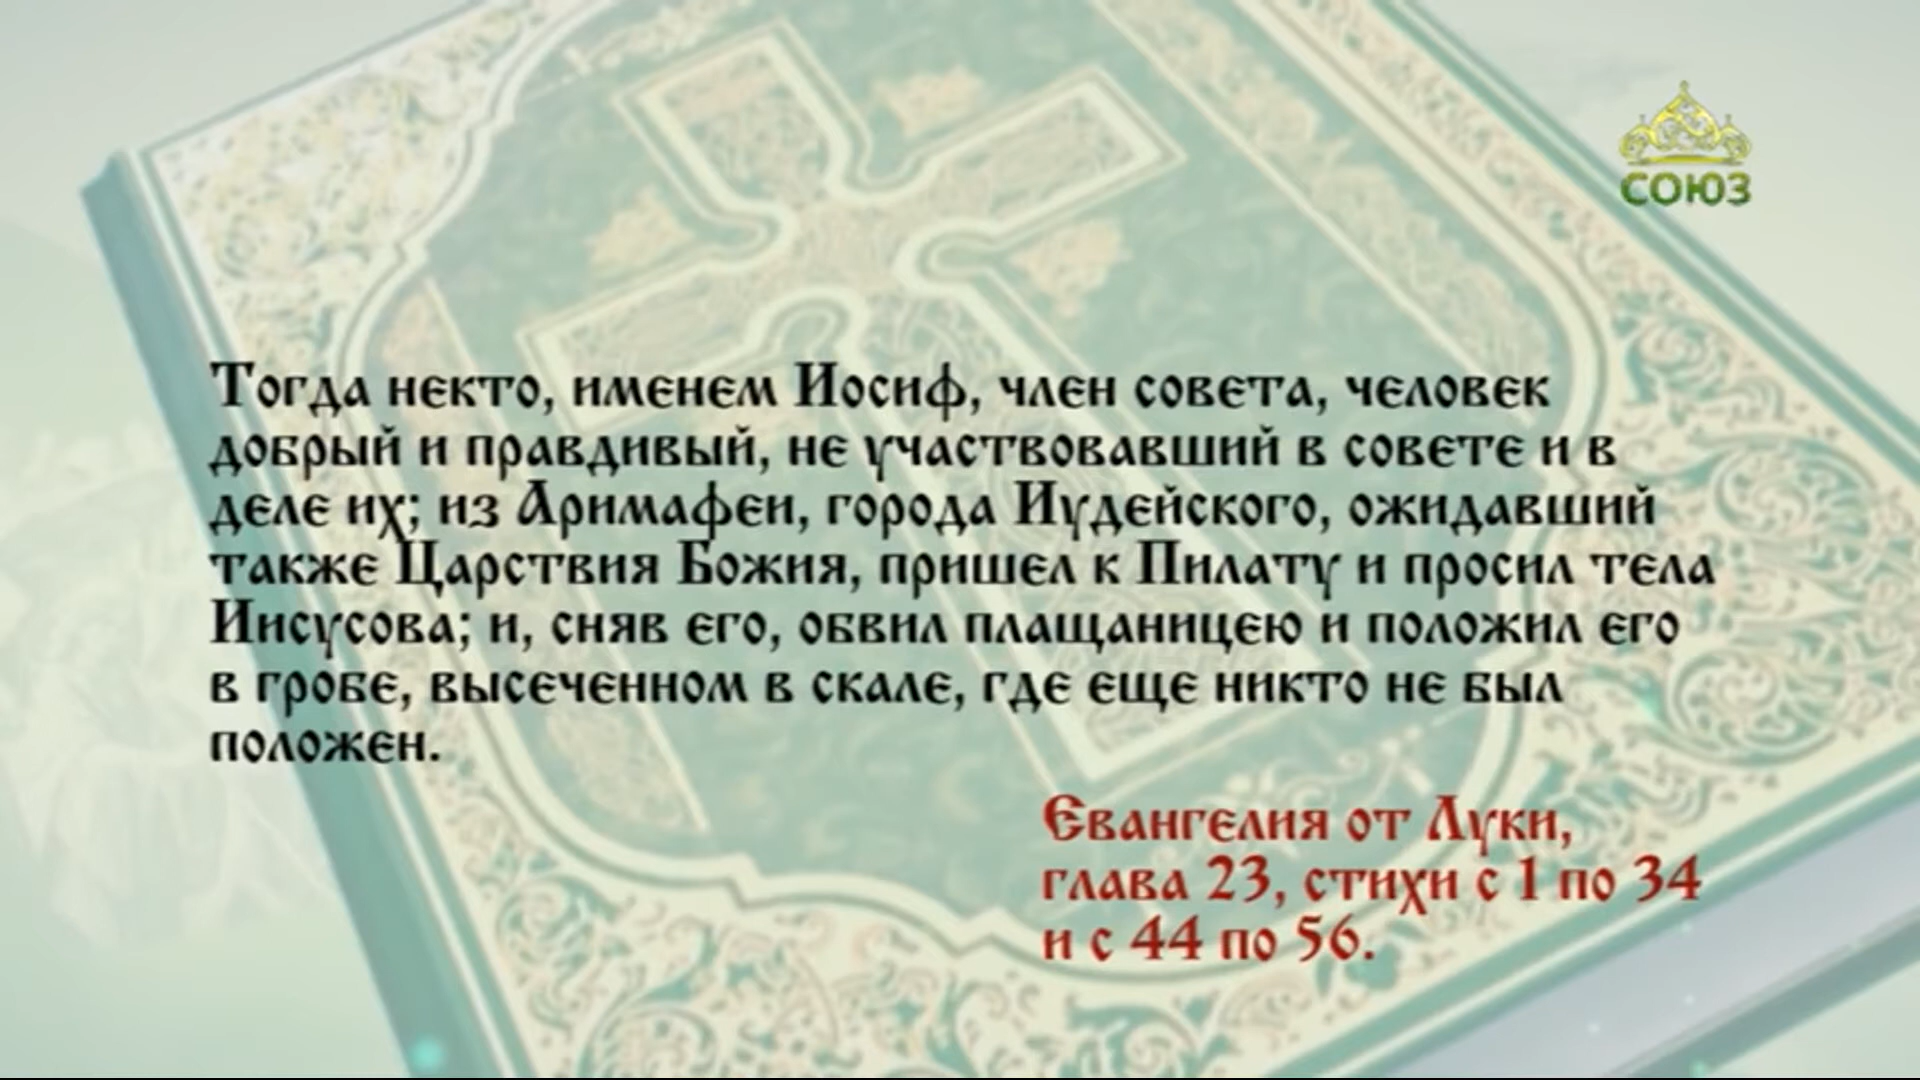 СОЮЗ
Тогда некто, именем Иосиф, член совета, человек
добрый и правдивый, не участвовавший в совете и в
деле их; из Аримафеи, города Иудейского, ожидавший
также Царствия Божия, пришел к Пилату и просил тела
Иисусова; и, сняв его, обвил плащаницею и положил его
в гробе, высеченном в скале, где еще никто не был
положен.
Евангелия от Луки,
глава 23, стихи с 1 по 34
и с 44 по 56.